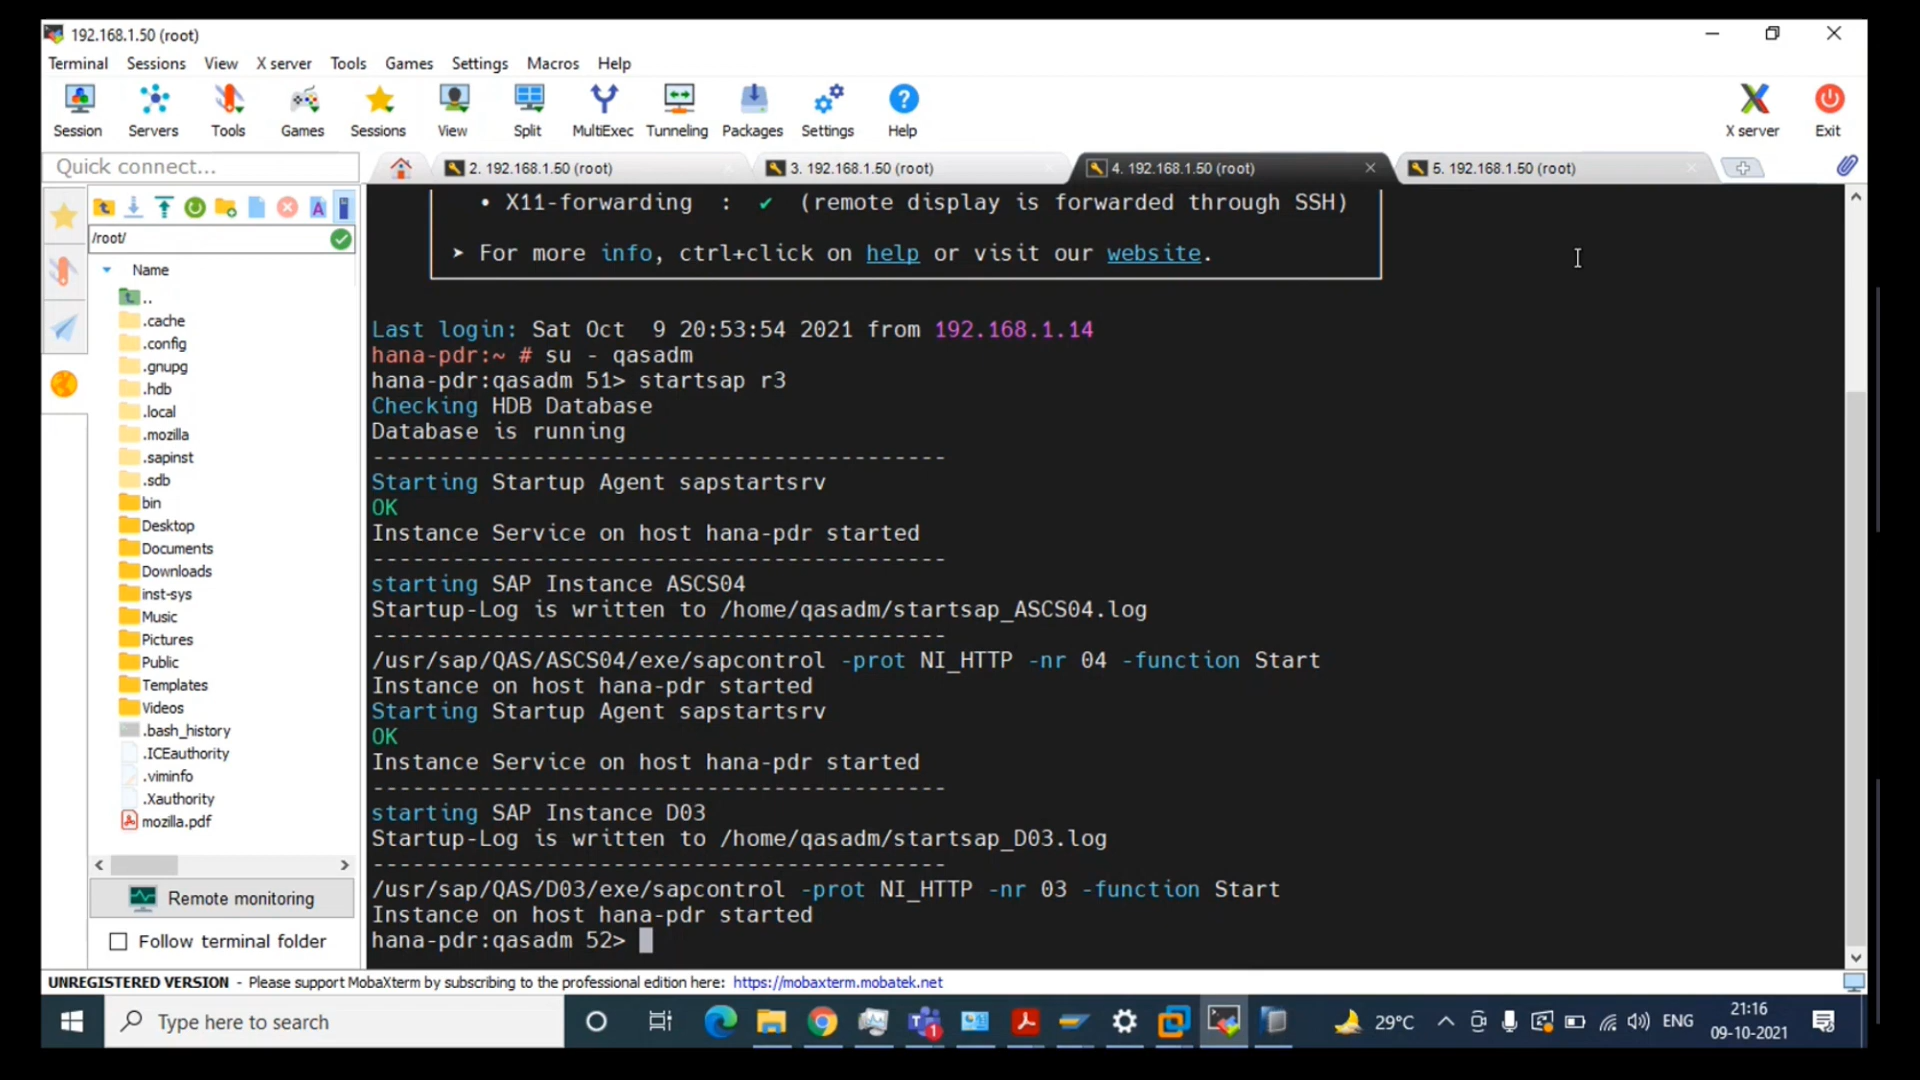 192.168.1.50 (root)
Terminal Sessions View X server Tools Games Settings Macros Help
Session Servers Tools Games Sessions View Split MultiExec Tunneling Packages Settings Help X server Exit
Quick connect...
2. 192.168.1.50 (root)
3. 192.168.1.50 (root)
4. 192.168.1.50 (root)
5. 192.168.1.50 (root)
/root/
Name
..
.cache
.config
.gnupg
.hdb
.local
.mozilla
.sapinst
.sdb
bin
Desktop
Documents
Downloads
inst-sys
Music
Pictures
Public
Templates
Videos
.bash_history
.ICEauthority
.viminfo
.Xauthority
mozilla.pdf
Remote monitoring
Follow terminal folder
• X11-forwarding : ✔ (remote display is forwarded through SSH)
➤ For more info, ctrl+click on help or visit our website.
Last login: Sat Oct  9 20:53:54 2021 from 192.168.1.14
hana-pdr:~ # su - qasadm
hana-pdr:qasadm 51> startsap r3
Checking HDB Database
Database is running
-------------------------------------------
Starting Startup Agent sapstartsrv
OK
Instance Service on host hana-pdr started
-------------------------------------------
starting SAP Instance ASCS04
Startup-Log is written to /home/qasadm/startsap_ASCS04.log
-------------------------------------------
/usr/sap/QAS/ASCS04/exe/sapcontrol -prot NI_HTTP -nr 04 -function Start
Instance on host hana-pdr started
Starting Startup Agent sapstartsrv
OK
Instance Service on host hana-pdr started
-------------------------------------------
starting SAP Instance D03
Startup-Log is written to /home/qasadm/startsap_D03.log
-------------------------------------------
/usr/sap/QAS/D03/exe/sapcontrol -prot NI_HTTP -nr 03 -function Start
Instance on host hana-pdr started
hana-pdr:qasadm 52>
UNREGISTERED VERSION - Please support MobaXterm by subscribing to the professional edition here: https://mobaxterm.mobatek.net
Type here to search
1
29°C
ENG
21:16
09-10-2021